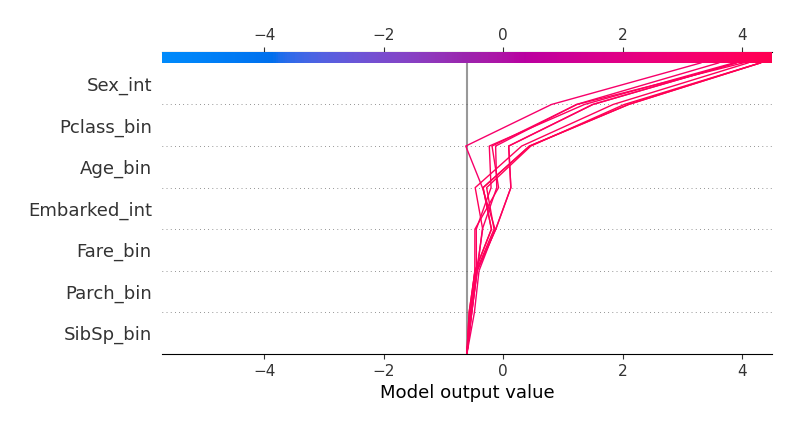 −4 −2 0 2 4
Sex_int
Pclass_bin
Age_bin
Embarked_int
Fare_bin
Parch_bin
SibSp_bin
−4 −2 0 2 4
Model output value